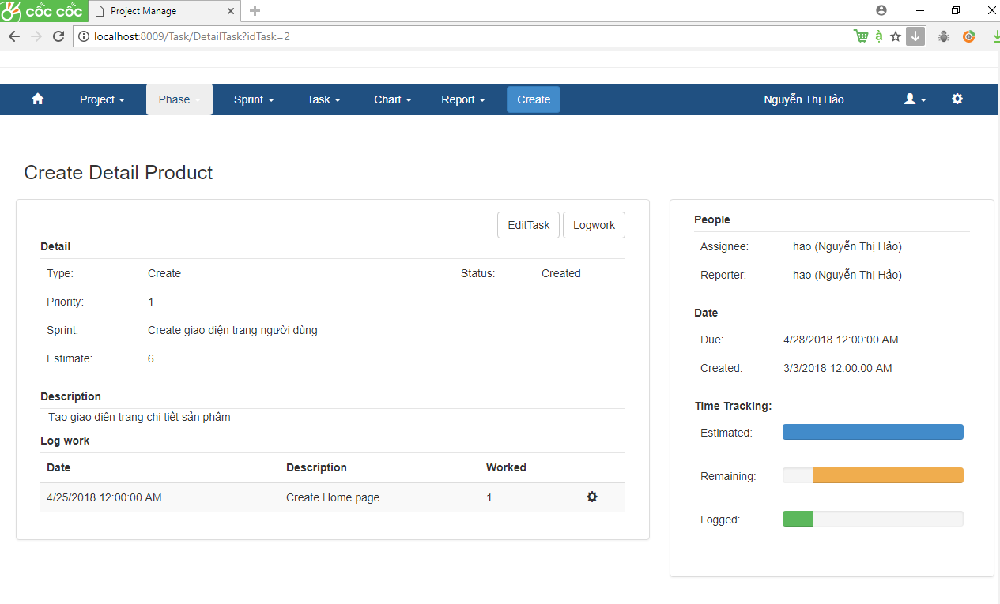 cốc cốc Project Manage
localhost:8009/Task/DetailTask?idTask=2
Project Phase Sprint Task Chart Report Create Nguyễn Thị Hảo
Create Detail Product
EditTask Logwork
Detail
Type: Create Status: Created
Priority: 1
Sprint: Create giao diện trang người dùng
Estimate: 6
Description
Tạo giao diện trang chi tiết sản phẩm
Log work
Date Description Worked
4/25/2018 12:00:00 AM Create Home page 1
People
Assignee: hao (Nguyễn Thị Hảo)
Reporter: hao (Nguyễn Thị Hảo)
Date
Due: 4/28/2018 12:00:00 AM
Created: 3/3/2018 12:00:00 AM
Time Tracking:
Estimated:
Remaining:
Logged: